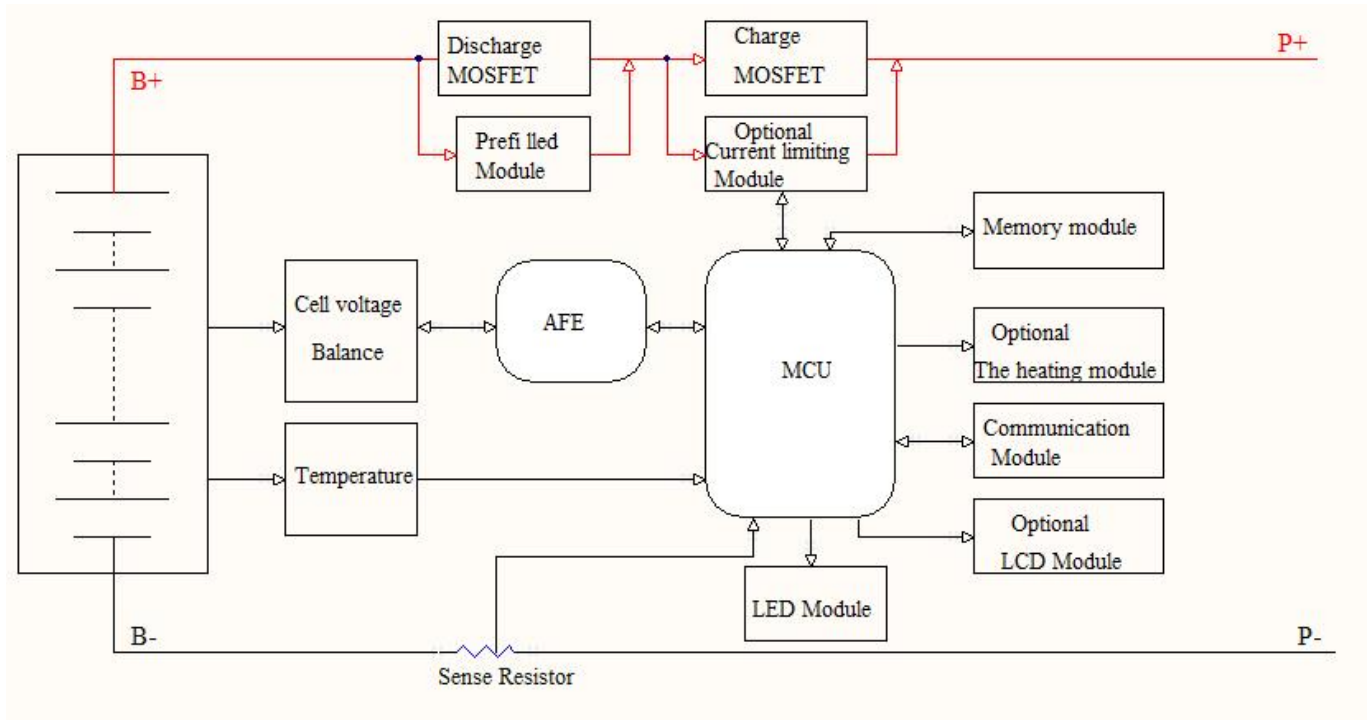 Discharge
MOSFET
Charge
MOSFET
P+
B+
Prefi lled
Module
Optional
Current limiting
Module
Memory module
Cell voltage
Balance
AFE
MCU
Optional
The heating module
Communication
Module
Temperature
Optional
LCD Module
LED Module
B-
P-
Sense Resistor